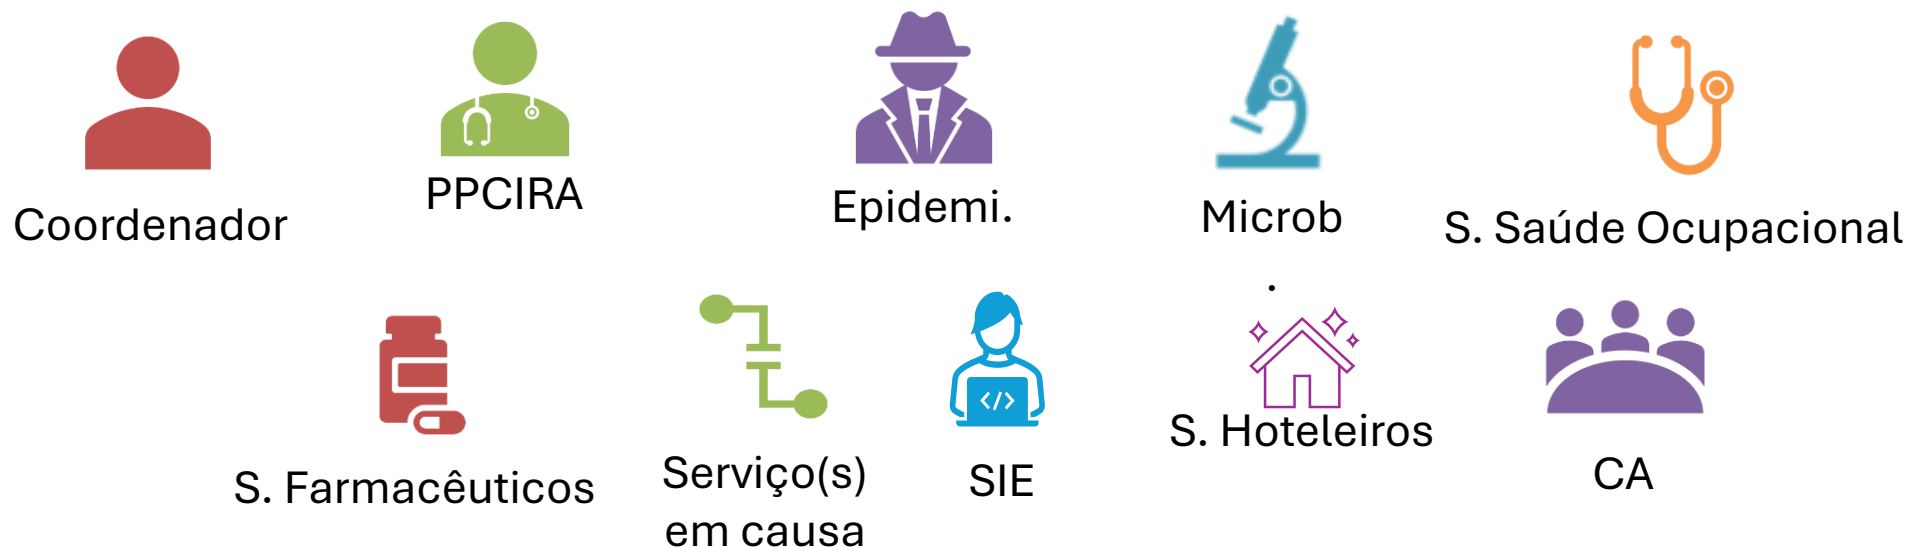 Coordenador
PPCIRA
Epidemi.
Microb
.
S. Saúde Ocupacional
S. Farmacêuticos
Serviço(s)
em causa
SIE
</>
S. Hoteleiros
CA